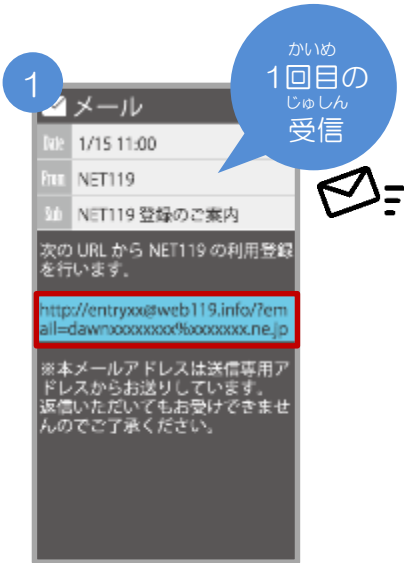 1
かいめ
1回目の
じゅしん
受信
メール
Date 1/15 11:00
From NET119
Sub NET119 登録のご案内
次の URL から NET119 の利用登録
を行います。
http://entryxx@web119.info/?em
ail=dawnxxxxxxxx%xxxxxxx.ne.jp
※本メールアドレスは送信専用ア
ドレスからお送りしています。
返信いただいてもお受けできませ
んのでご了承ください。